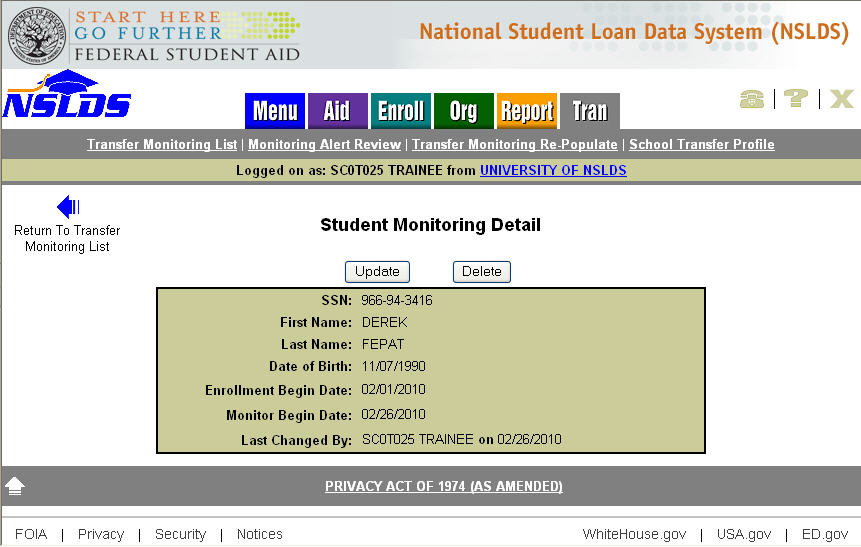 START HERE
GO FURTHER
FEDERAL STUDENT AID
National Student Loan Data System (NSLDS)
NSLDS
Menu Aid Enroll Org Report Tran ?  X
Transfer Monitoring List | Monitoring Alert Review | Transfer Monitoring Re-Populate | School Transfer Profile
Logged on as: SC0T025 TRAINEE from UNIVERSITY OF NSLDS
Return To Transfer
Monitoring List
Student Monitoring Detail
Update Delete
SSN: 966-94-3416
First Name: DEREK
Last Name: FEPAT
Date of Birth: 11/07/1990
Enrollment Begin Date: 02/01/2010
Monitor Begin Date: 02/26/2010
Last Changed By: SC0T025 TRAINEE on 02/26/2010
PRIVACY ACT OF 1974 (AS AMENDED)
FOIA | Privacy | Security | Notices WhiteHouse.gov | USA.gov | ED.gov